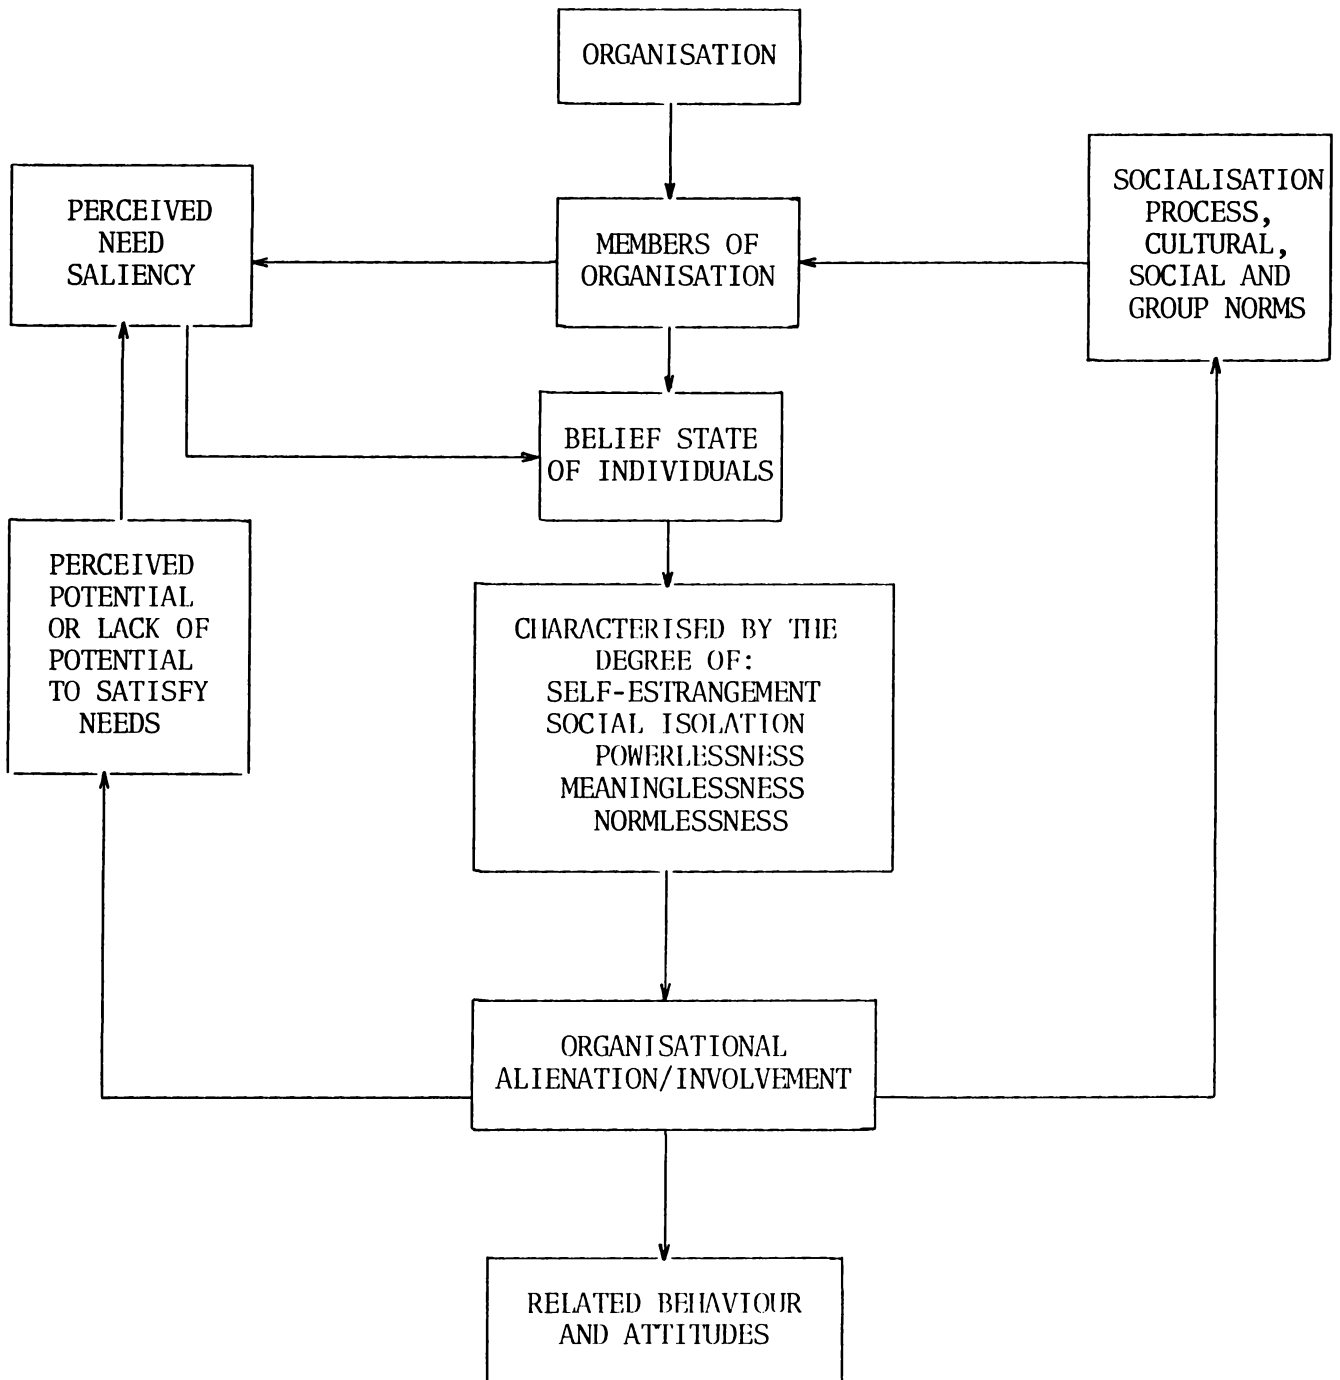 ORGANISATION
PERCEIVED
NEED
SALIENCY
MEMBERS OF
ORGANISATION
SOCIALISATION
PROCESS,
CULTURAL,
SOCIAL AND
GROUP NORMS
BELIEF STATE
OF INDIVIDUALS
PERCEIVED
POTENTIAL
OR LACK OF
POTENTIAL
TO SATISFY
NEEDS
CHARACTERISED BY THE
DEGREE OF:
SELF-ESTRANGEMENT
SOCIAL ISOLATION
POWERLESSNESS
MEANINGLESSNESS
NORMLESSNESS
ORGANISATIONAL
ALIENATION/INVOLVEMENT
RELATED BEHAVIOUR
AND ATTITUDES